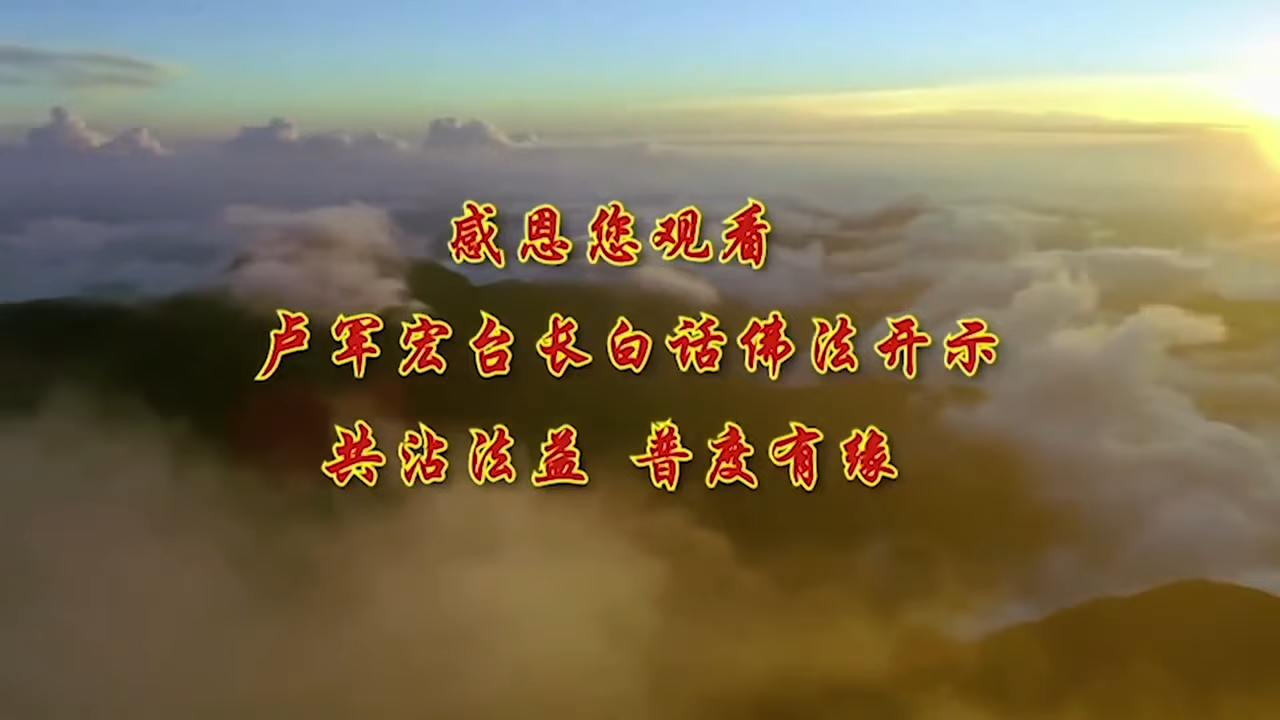 感恩您观看
卢军宏台长白话佛法开示
共沾法益 普度有缘